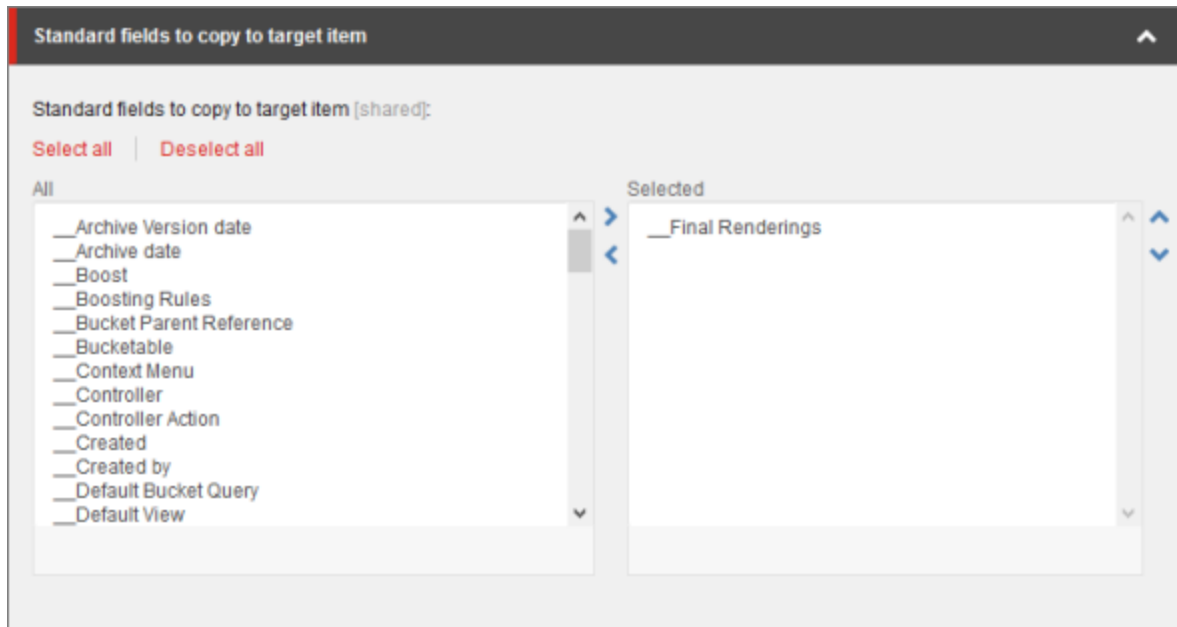 Standard fields to copy to target item
Standard fields to copy to target item [shared]:
Select all Deselect all
All
__Archive Version date
__Archive date
__Boost
__Boosting Rules
__Bucket Parent Reference
__Bucketable
__Context Menu
__Controller
__Controller Action
__Created
__Created by
__Default Bucket Query
__Default View
Selected
__Final Renderings